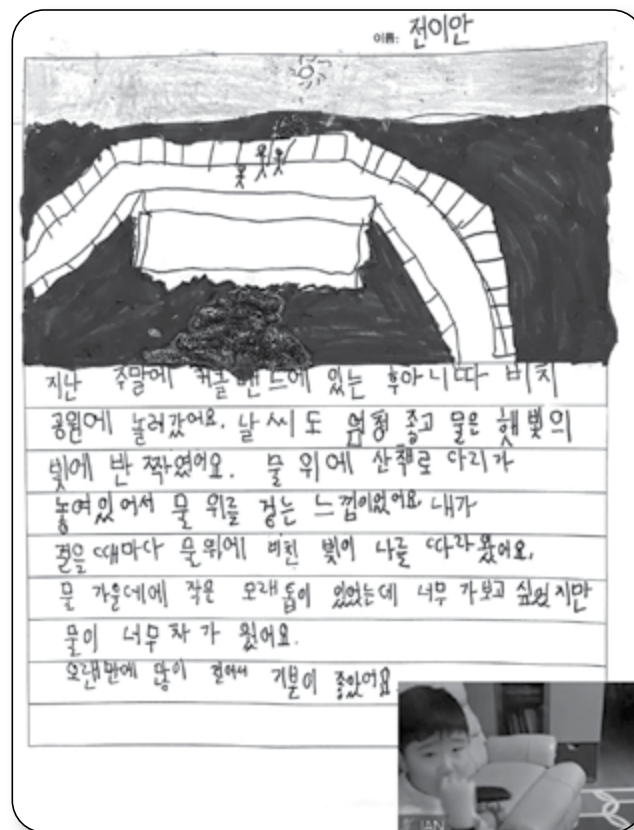 이름: 전이안
지난 주말에 커클랜드에 있는 후아니따 비치
공원에 놀러갔어요. 날씨도 엄청 좋고 물은 햇빛의
빛에 반짝였어요. 물 위에 산책로 다리가
놓여있어서 물 위를 겉는 느낌이었어요. 내가
걸을 때마다 물위에 비친 빛이 나를 따라왔어요.
물 가운데에 작은 모래톱이 있었는데 너무 가보고 싶었지만
물이 너무 차가웠어요.
오랜만에 많이 걸어서 기분이 좋았어요
IAN